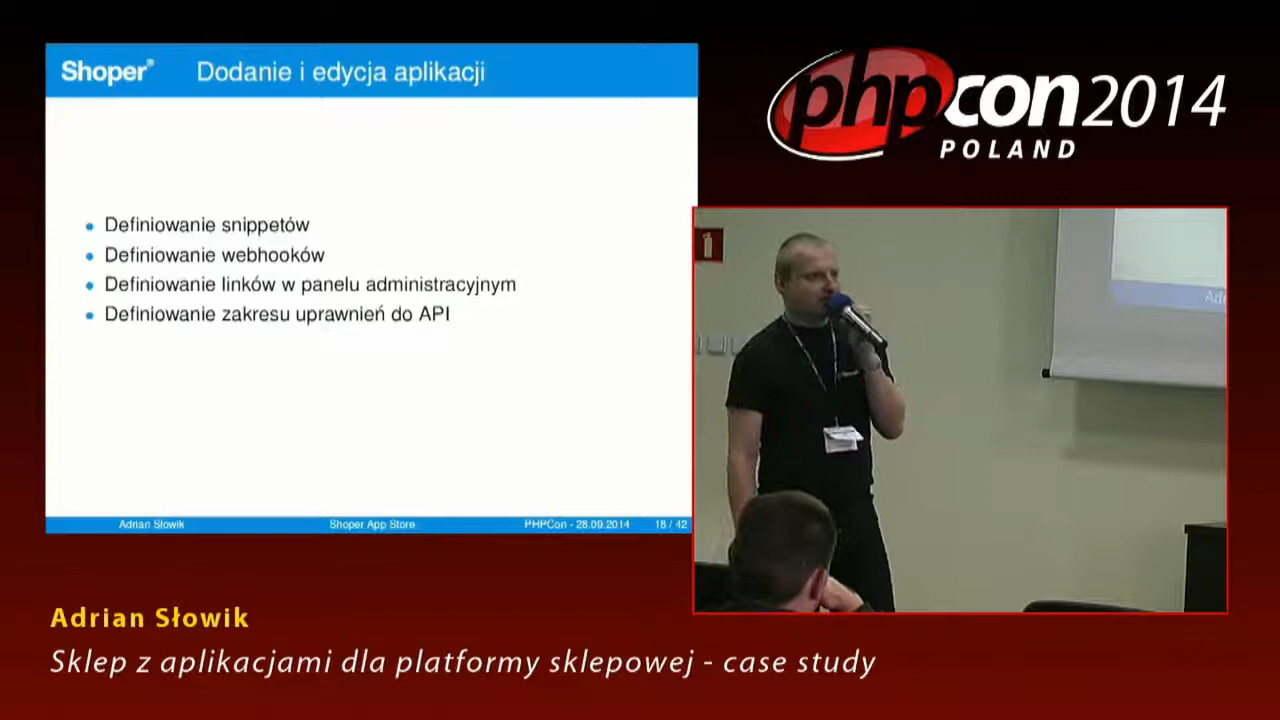 Shoper® Dodanie i edycja aplikacji
Definiowanie snippetów
Definiowanie webhooków
Definiowanie linków w panelu administracyjnym
Definiowanie zakresu uprawnień do API
Adrian Słowik Shoper App Store PHPCon - 28.09.2014 18 / 42
phpcon2014
POLAND
Adrian Słowik
Sklep z aplikacjami dla platformy sklepowej - case study